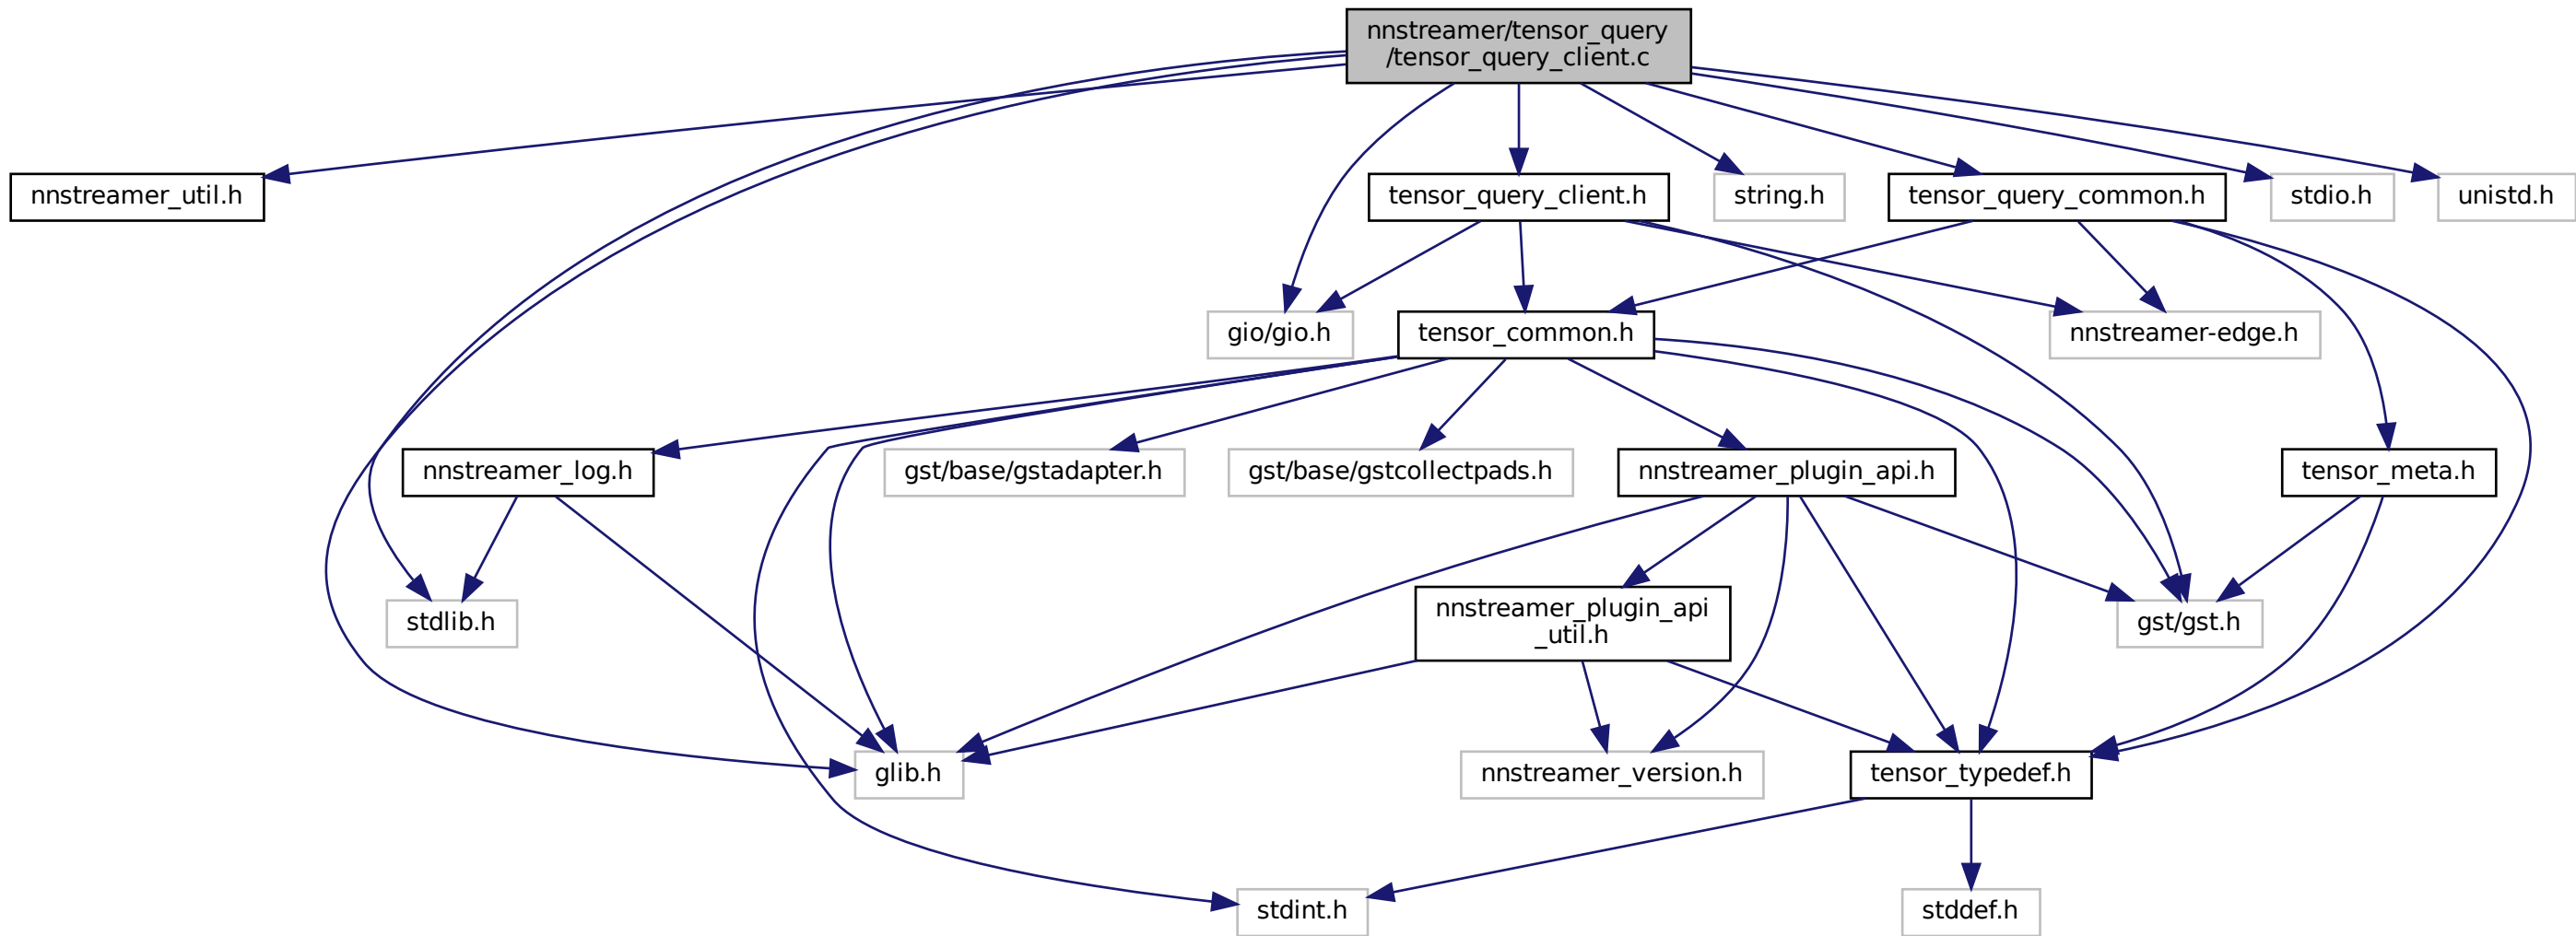 nnstreamer/tensor_query
/tensor_query_client.c
nnstreamer_util.h
tensor_query_client.h
string.h
tensor_query_common.h
stdio.h
unistd.h
gio/gio.h
tensor_common.h
nnstreamer-edge.h
nnstreamer_log.h
gst/base/gstadapter.h
gst/base/gstcollectpads.h
nnstreamer_plugin_api.h
tensor_meta.h
stdlib.h
nnstreamer_plugin_api
_util.h
gst/gst.h
glib.h
nnstreamer_version.h
tensor_typedef.h
stdint.h
stddef.h